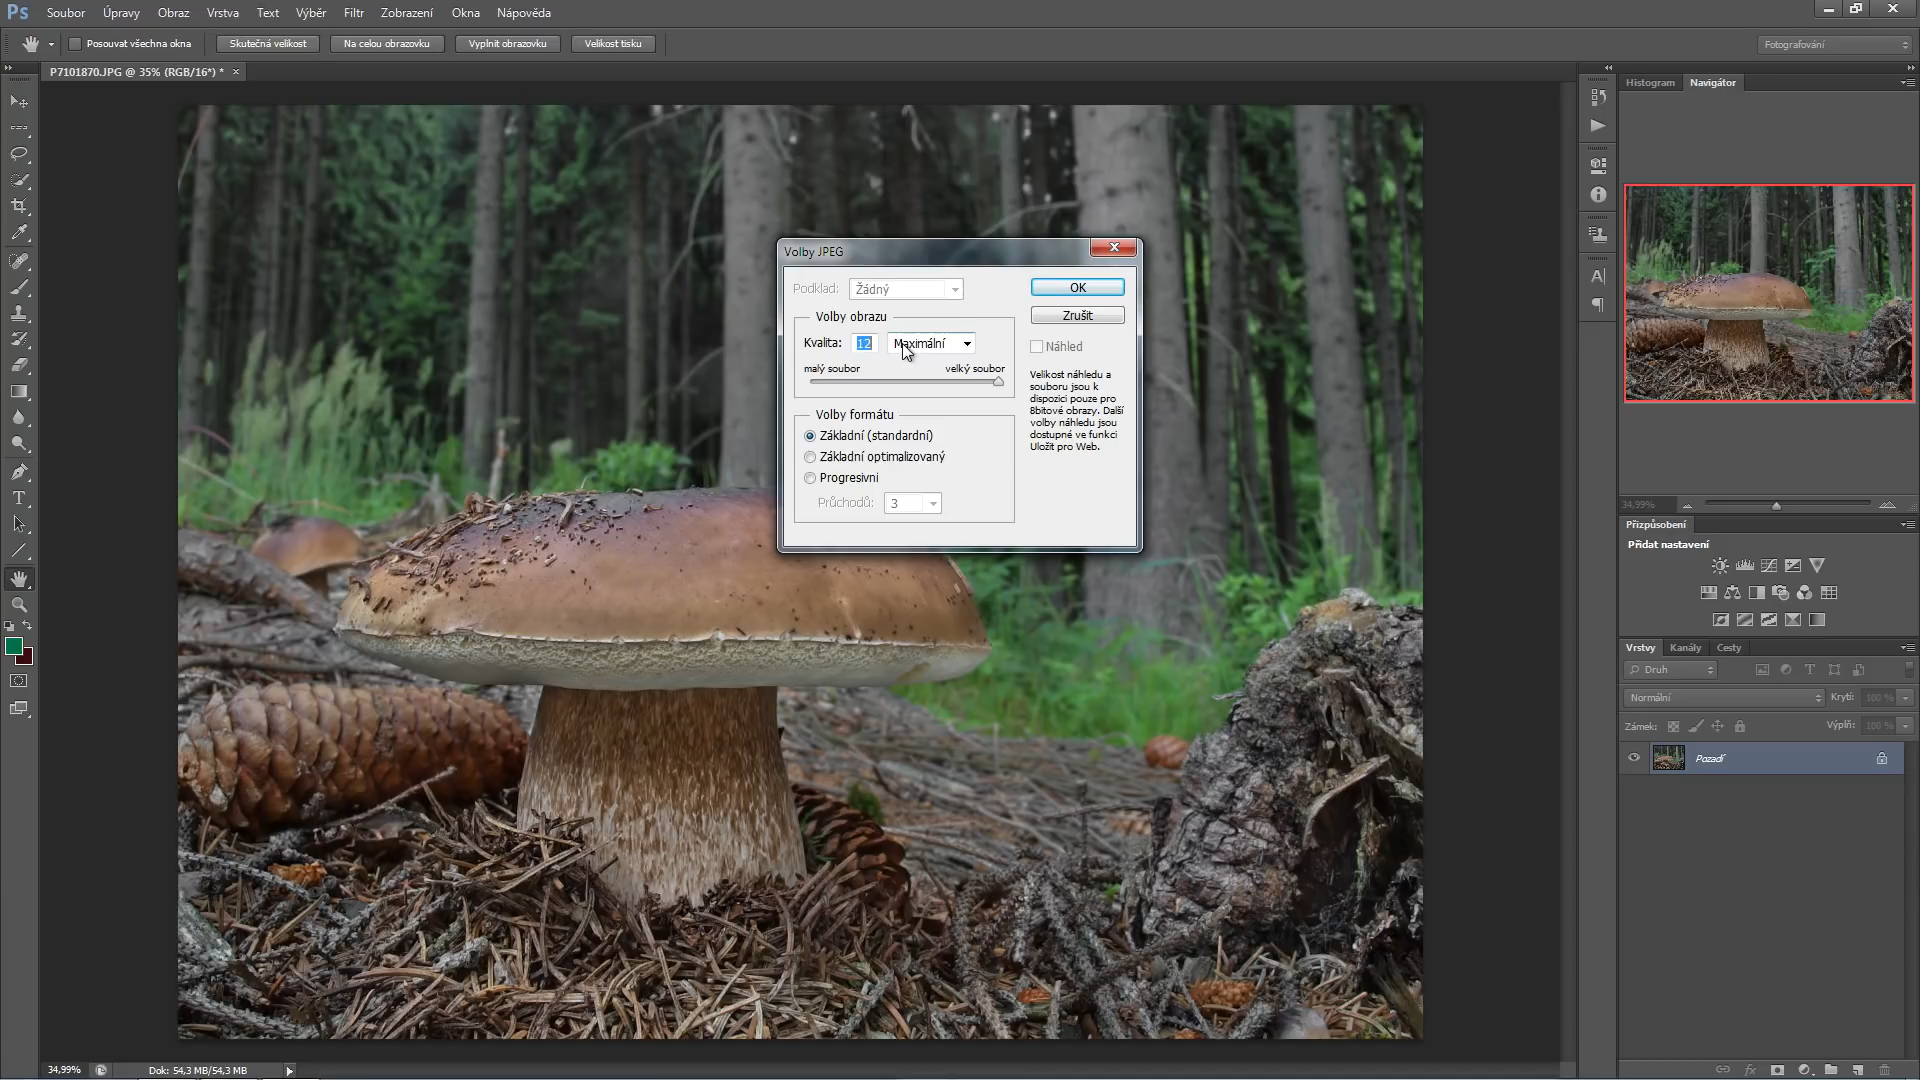 Ps Soubor Úpravy Obraz Vrstva Text Výběr Filtr Zobrazení Okna Nápověda
Posouvat všechna okna Skutečná velikost Na celou obrazovku Vyplnit obrazovku Velikost tisku Fotografování
P7101870.JPG @ 35% (RGB/16*) *
Histogram Navigátor
Volby JPEG
Podklad: Žádný
OK
Volby obrazu
Zrušit
Kvalita: 12 Maximální
Náhled
malý soubor velký soubor
Velikost náhledu a
souboru jsou k
dispozici pouze pro
8bitové obrazy. Další
volby náhledu jsou
dostupné ve funkci
Uložit pro Web.
Volby formátu
Základní (standardní)
Základní optimalizovaný
Progresivni
Průchodů: 3
34,99%
Přizpůsobení
Přidat nastavení
Vrstvy Kanály Cesty
Druh
Normální Krytí: 100 %
Zámek: Výplň: 100 %
Pozadí
34,99% Dok: 54,3 MB/54,3 MB